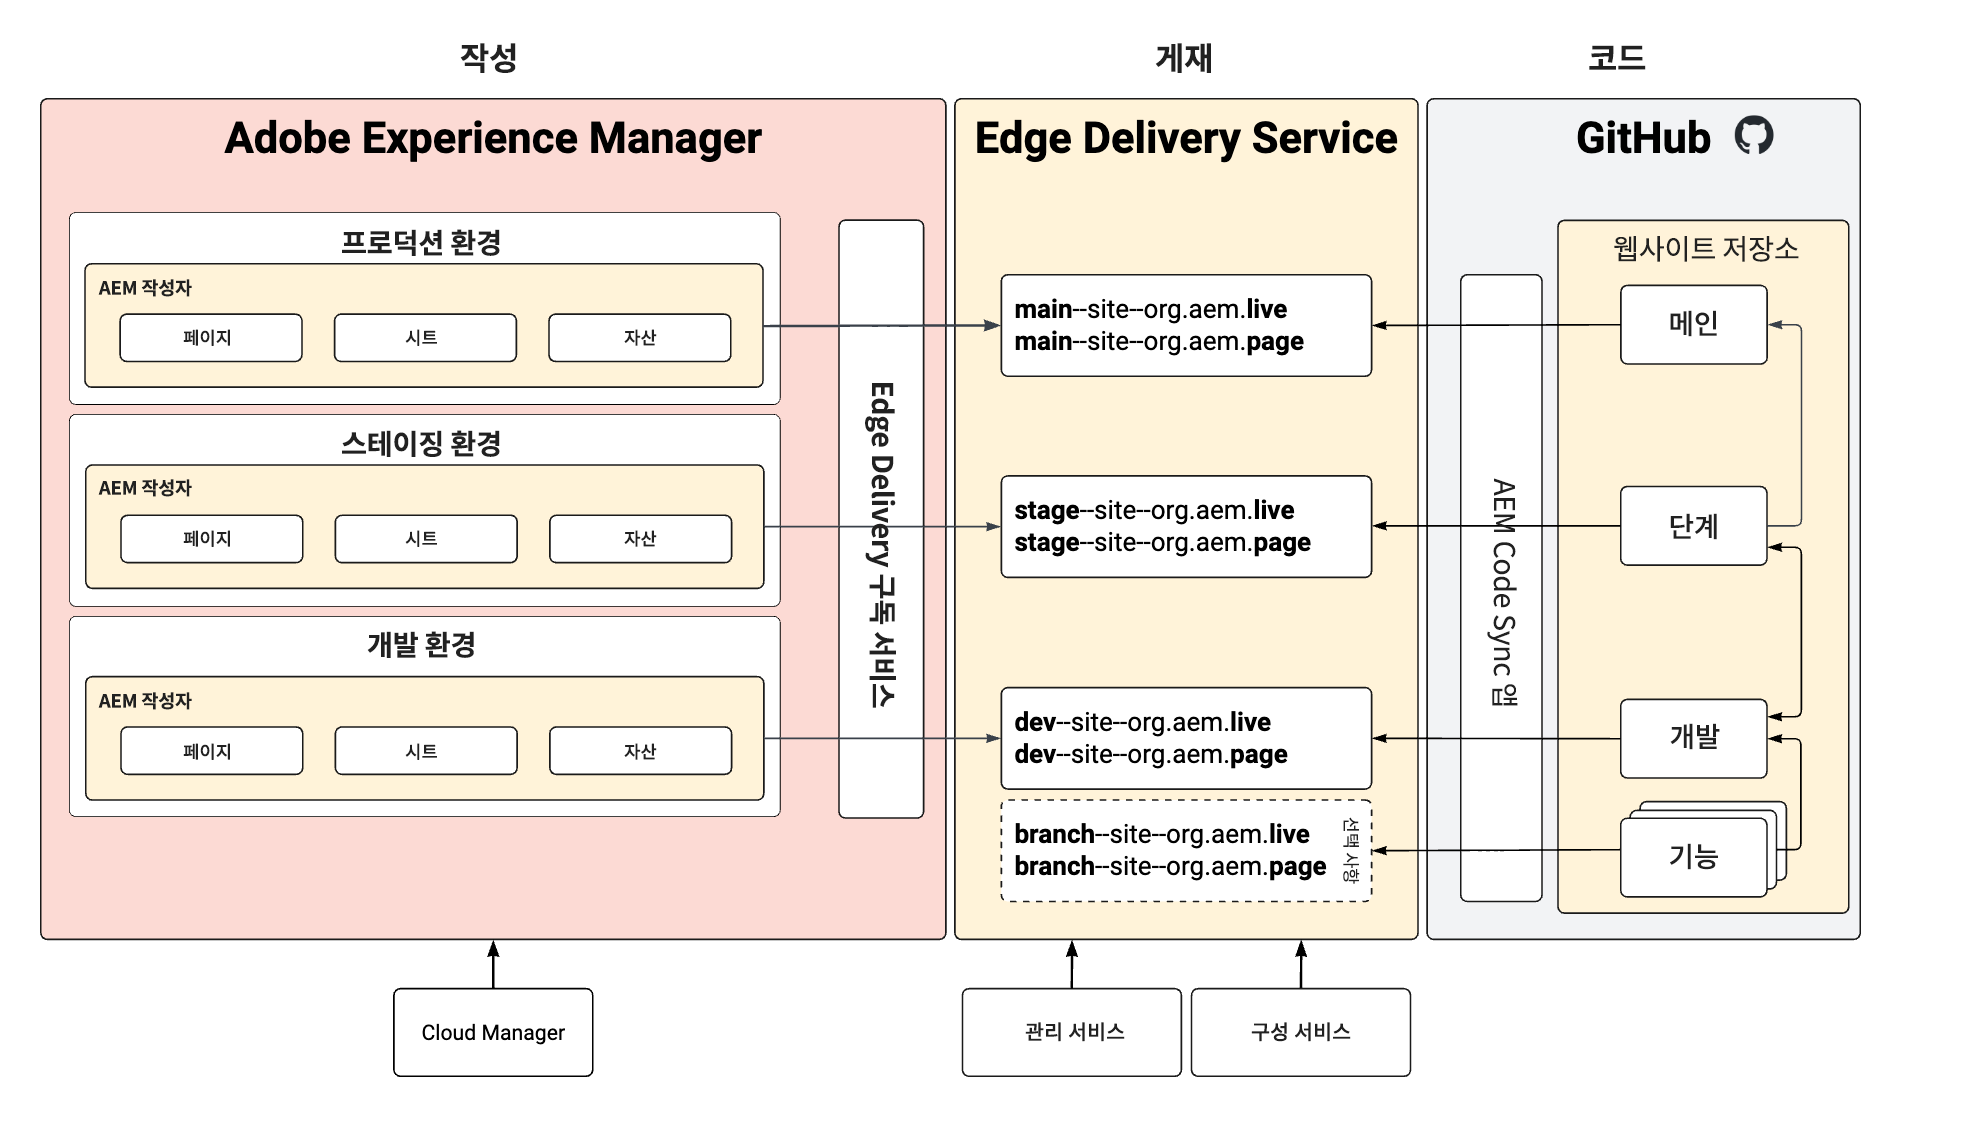 작성
게재
코드
Adobe Experience Manager
프로덕션 환경
AEM 작성자
페이지
시트
자산
스테이징 환경
AEM 작성자
페이지
시트
자산
개발 환경
AEM 작성자
페이지
시트
자산
Edge Delivery 구독 서비스
Edge Delivery Service
main--site--org.aem.live
main--site--org.aem.page
stage--site--org.aem.live
stage--site--org.aem.page
dev--site--org.aem.live
dev--site--org.aem.page
branch--site--org.aem.live
branch--site--org.aem.page
선택 사항
GitHub
AEM Code Sync 앱
웹사이트 저장소
메인
단계
개발
기능
Cloud Manager
관리 서비스
구성 서비스